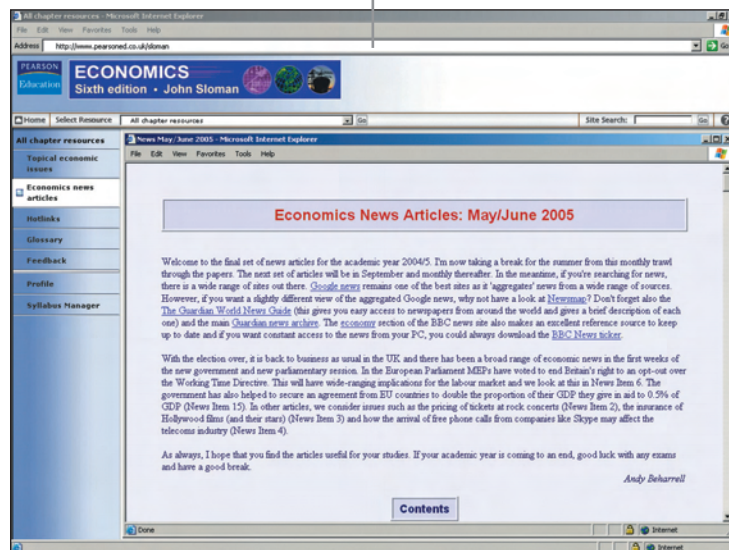 All chapter resources - Microsoft Internet Explorer
File Edit View Favorites Tools Help
Address http://www.pearsoned.co.uk/sloman Go
PEARSON
Education
ECONOMICS
Sixth edition • John Sloman
Home Select Resource All chapter resources Go Site Search: Go
All chapter resources
Topical economic
issues
Economics news
articles
Hotlinks
Glossary
Feedback
Profile
Syllabus Manager
News May/June 2005 - Microsoft Internet Explorer
File Edit View Favorites Tools Help
Economics News Articles: May/June 2005
Welcome to the final set of news articles for the academic year 2004/5. I'm now taking a break for the summer from this monthly trawl
through the papers. The next set of articles will be in September and monthly thereafter. In the meantime, if you're searching for news,
there is a wide range of sites out there. Google news remains one of the best sites as it 'aggregates' news from a wide range of sources.
However, if you want a slightly different view of the aggregated Google news, why not have a look at Newsmap? Don't forget also the
The Guardian World News Guide (this gives you easy access to newspapers from around the world and gives a brief description of each
one) and the main Guardian news archive. The economy section of the BBC news site also makes an excellent reference source to keep
up to date and if you want constant access to the news from your PC, you could always download the BBC News ticker.
With the election over, it is back to business as usual in the UK and there has been a broad range of economic news in the first weeks of
the new government and new parliamentary session. In the European Parliament MEPs have voted to end Britain's right to an opt-out over
the Working Time Directive. This will have wide-ranging implications for the labour market and we look at this in News Item 6. The
government has also helped to secure an agreement from EU countries to double the proportion of their GDP they give in aid to 0.5% of
GDP (News Item 15). In other articles, we consider issues such as the pricing of tickets at rock concerts (News Item 2), the insurance of
Hollywood films (and their stars) (News Item 3) and how the arrival of free phone calls from companies like Skype may affect the
telecoms industry (News Item 4).
As always, I hope that you find the articles useful for your studies. If your academic year is coming to an end, good luck with any exams
and have a good break.
Andy Beharrell
Contents
Done Internet
Internet